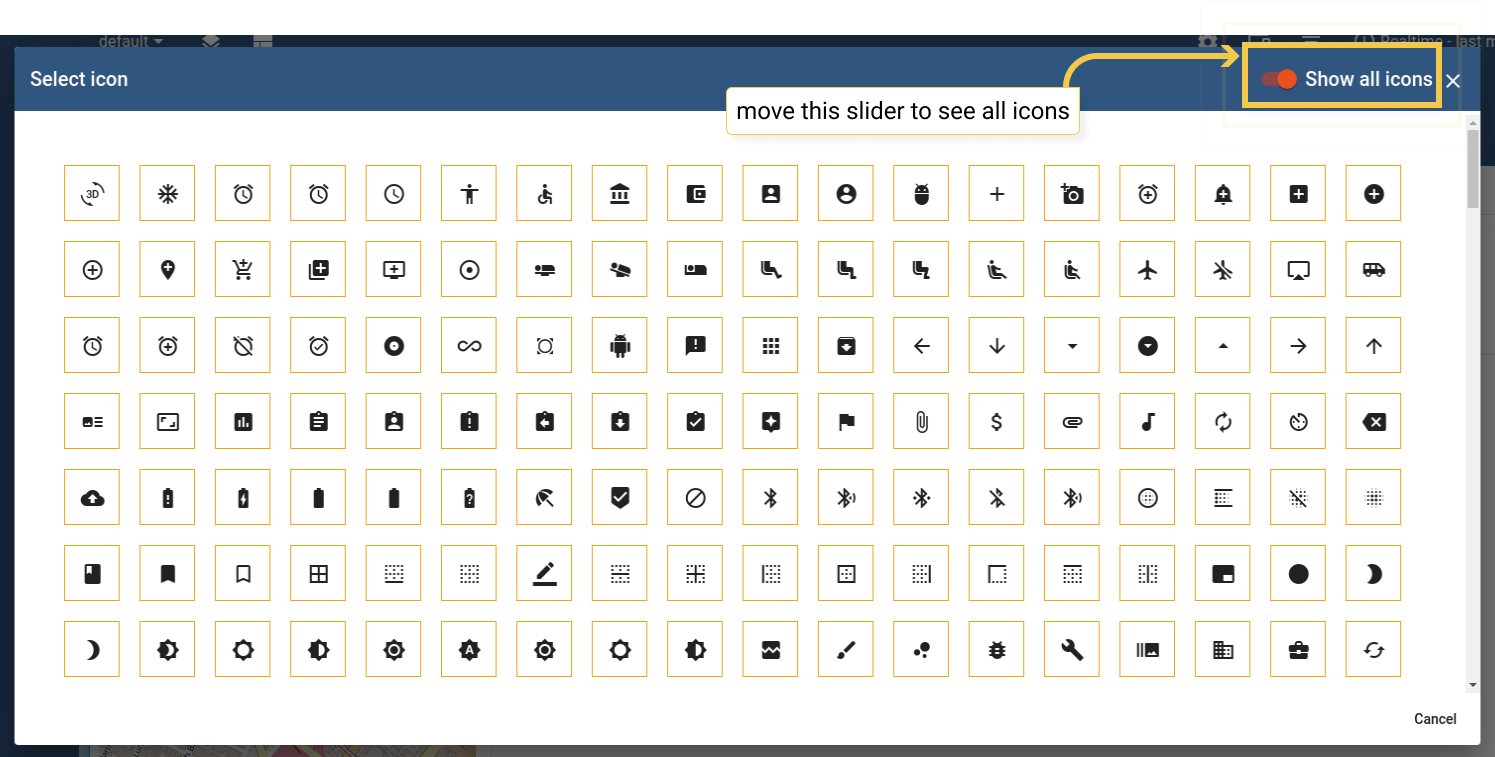 default
Realtime - last m
Select icon
Show all icons
move this slider to see all icons
3D
A
Cancel